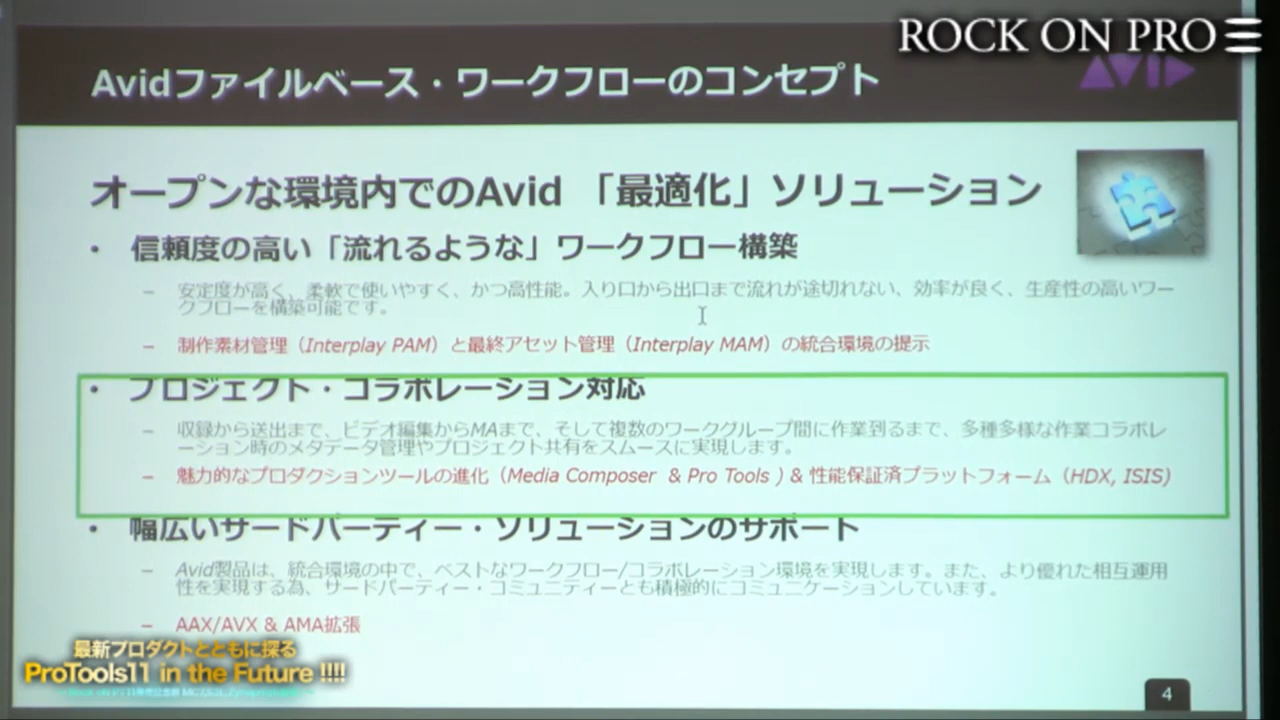 ROCK ON PRO
AVID
Avidファイルベース・ワークフローのコンセプト
オープンな環境内でのAvid 「最適化」ソリューション
• 信頼度の高い「流れるような」ワークフロー構築
– 安定度が高く、柔軟で使いやすく、かつ高性能。入り口から出口まで流れが途切れない、効率が良く、生産性の高いワー
クフローを構築可能です。
– 制作素材管理（Interplay PAM）と最終アセット管理（Interplay MAM）の統合環境の提示
• プロジェクト・コラボレーション対応
– 収録から送出まで、ビデオ編集からMAまで、そして複数のワークグループ間に作業到るまで、多種多様な作業コラボレ
ーション時のメタデータ管理やプロジェクト共有をスムースに実現します。
– 魅力的なプロダクションツールの進化（Media Composer & Pro Tools ) & 性能保証済プラットフォーム（HDX, ISIS)
• 幅広いサードパーティー・ソリューションのサポート
– Avid製品は、統合環境の中で、ベストなワークフロー/コラボレーション環境を実現します。また、より優れた相互運用
性を実現する為、サードパーティー・コミュニティーとも積極的にコミュニケーションしています。
– AAX/AVX & AMA拡張
最新プロダクトとともに探る
ProTools11 in the Future !!!!
4